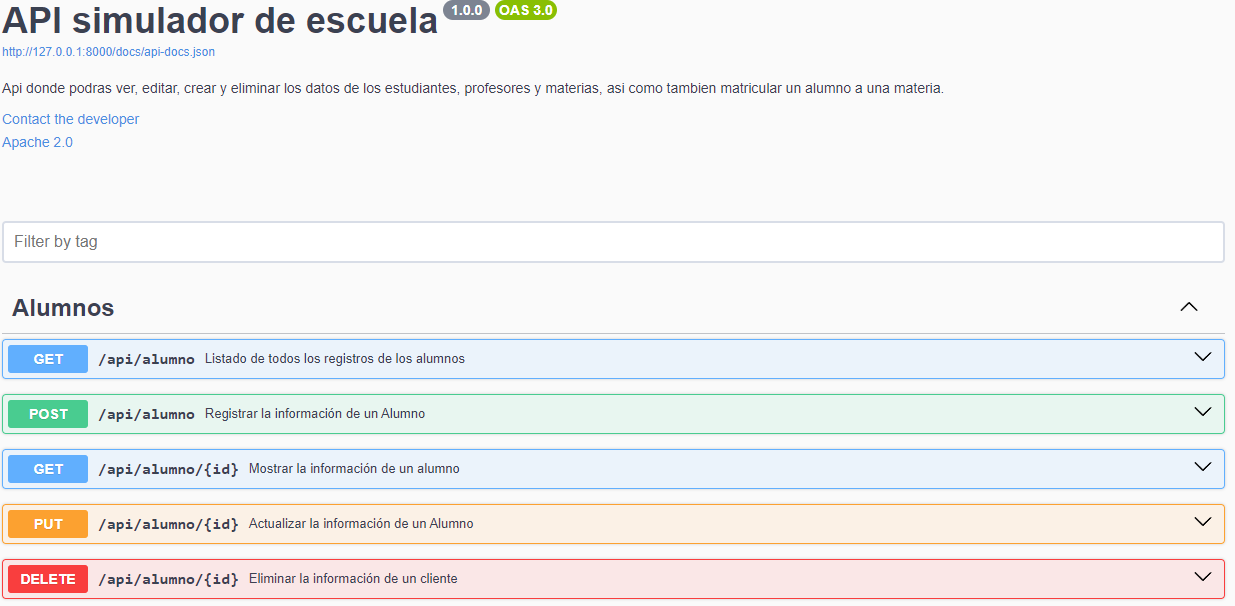 API simulador de escuela 1.0.0 OAS 3.0
http://127.0.0.1:8000/docs/api-docs.json
Api donde podras ver, editar, crear y eliminar los datos de los estudiantes, profesores y materias, asi como tambien matricular un alumno a una materia.
Contact the developer
Apache 2.0
Filter by tag
Alumnos
GET /api/alumno Listado de todos los registros de los alumnos
POST /api/alumno Registrar la información de un Alumno
GET /api/alumno/{id} Mostrar la información de un alumno
PUT /api/alumno/{id} Actualizar la información de un Alumno
DELETE /api/alumno/{id} Eliminar la información de un cliente